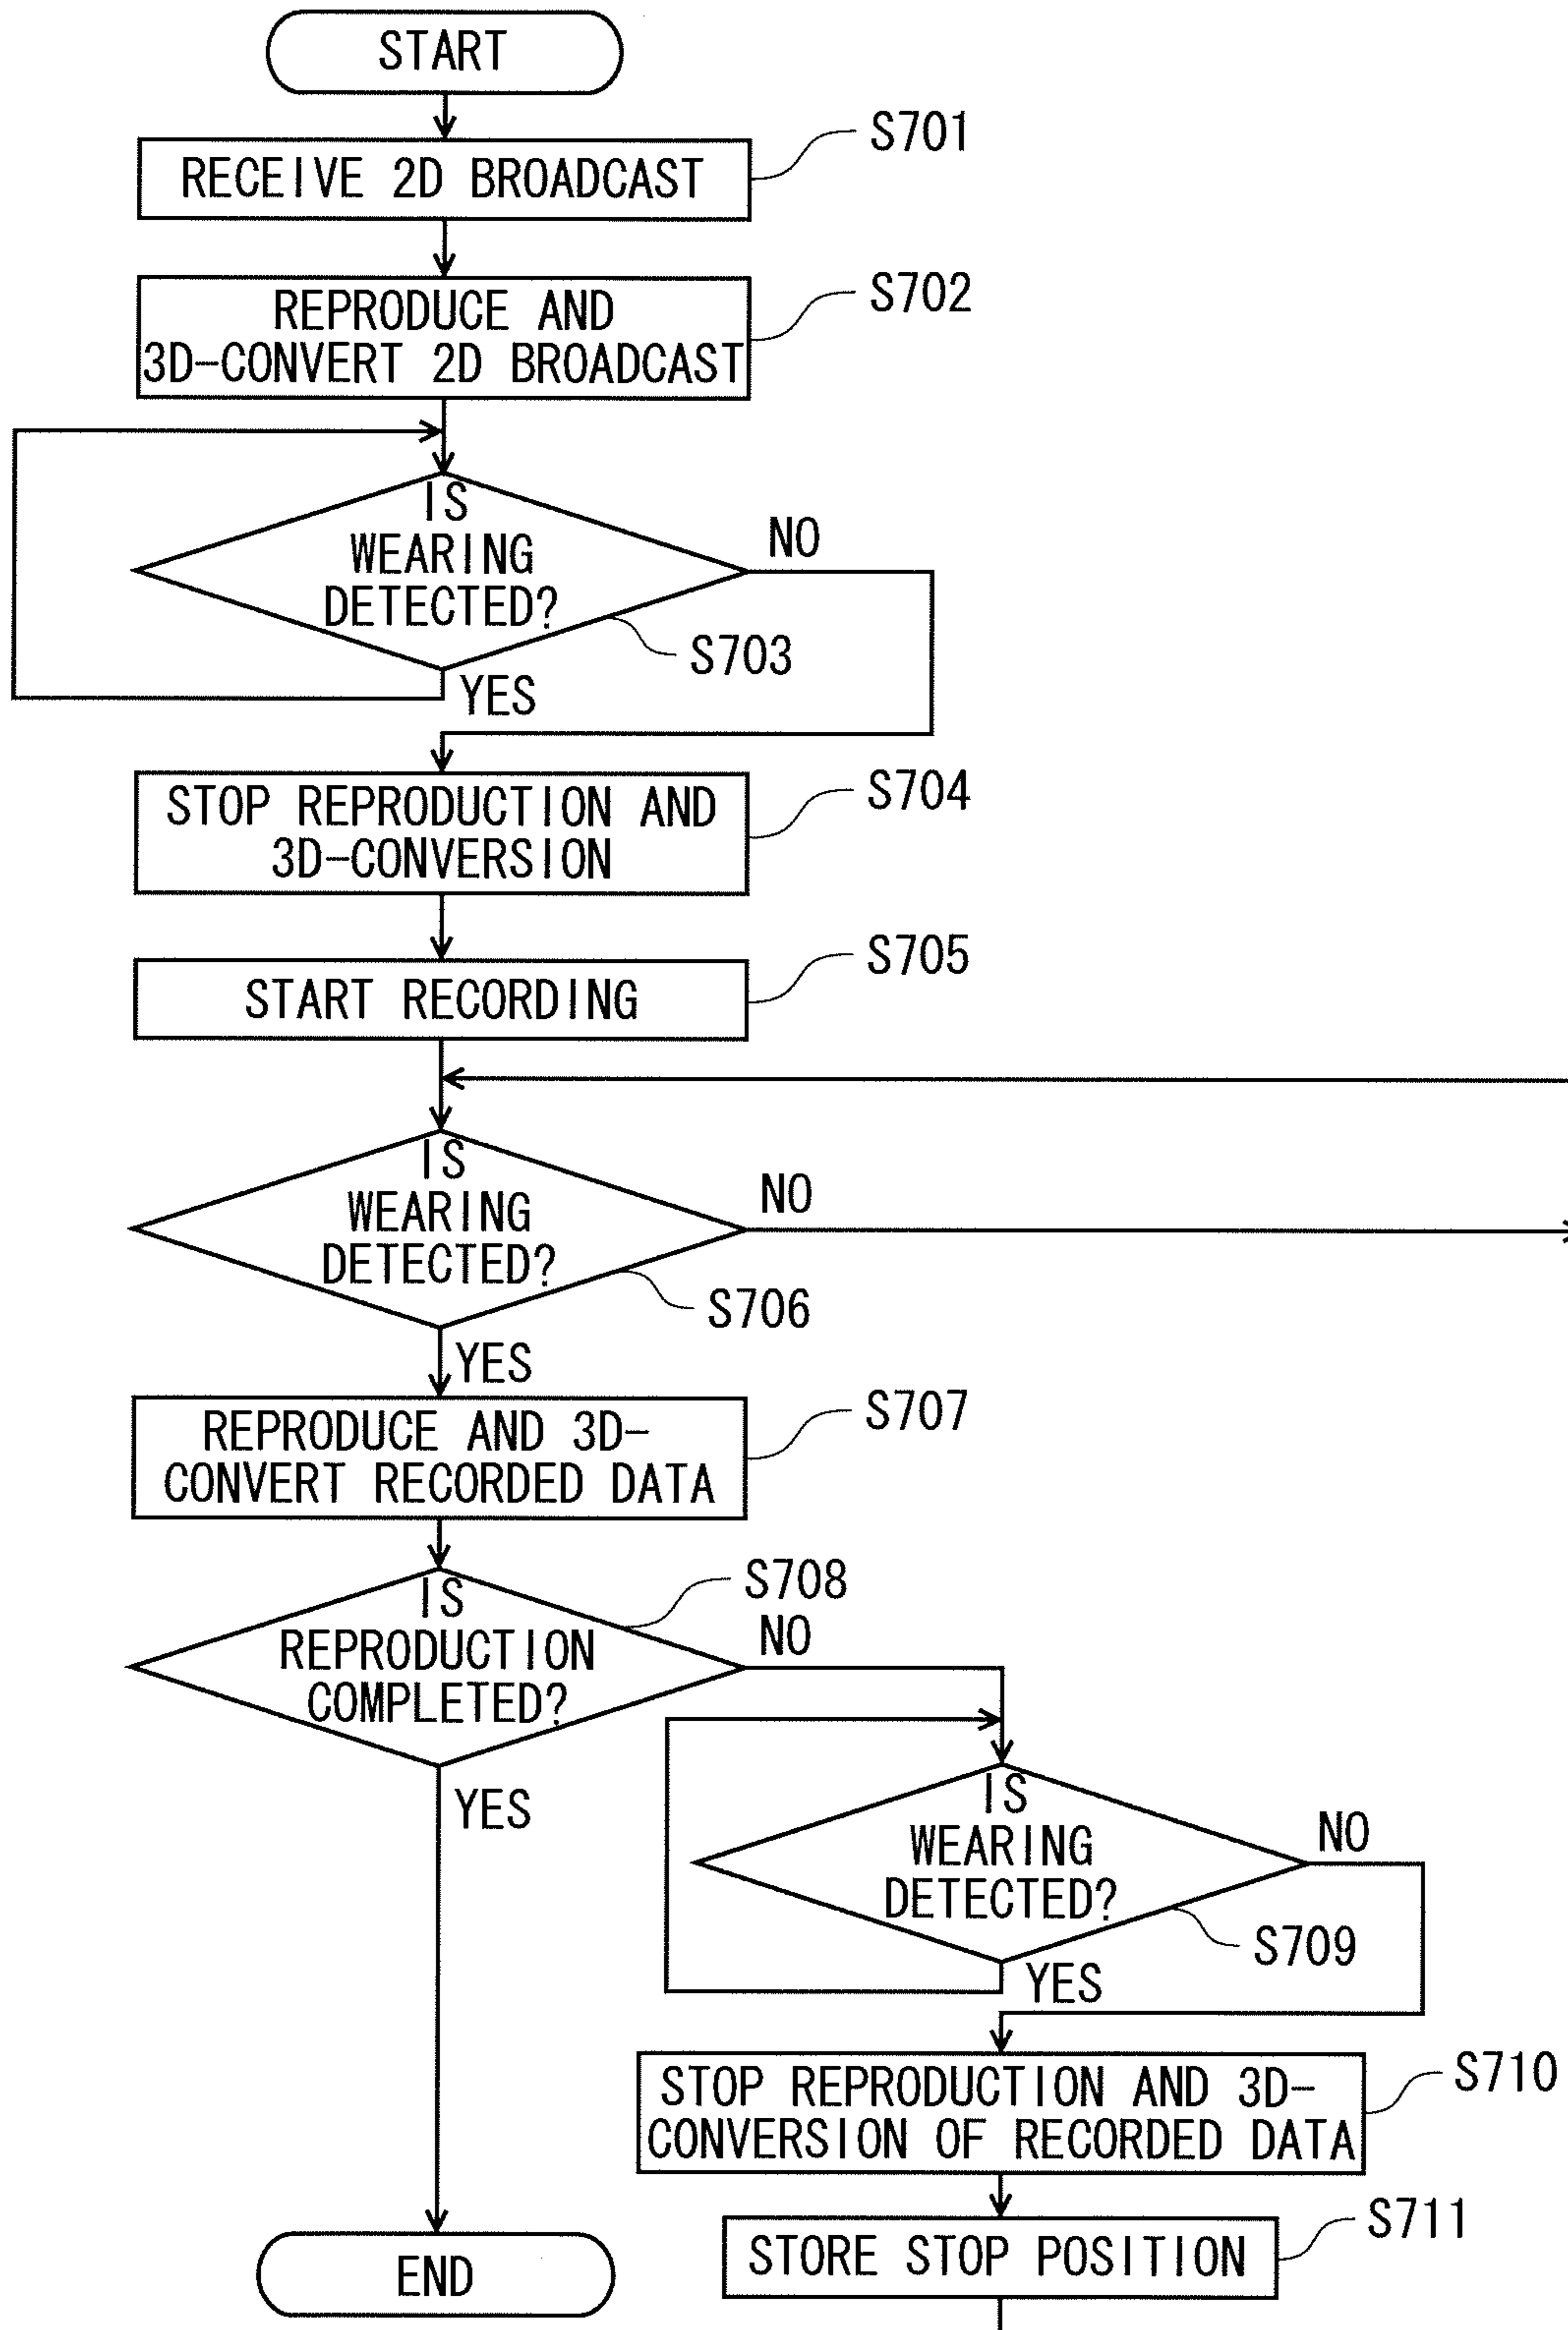 START
S701
RECEIVE 2D BROADCAST
S702
REPRODUCE AND
3D-CONVERT 2D BROADCAST
IS
WEARING
DETECTED?
NO
S703
YES
S704
STOP REPRODUCTION AND
3D-CONVERSION
S705
START RECORDING
IS
WEARING
DETECTED?
NO
S706
YES
S707
REPRODUCE AND 3D-
CONVERT RECORDED DATA
S708
IS
REPRODUCTION
COMPLETED?
NO
YES
IS
WEARING
DETECTED?
NO
S709
YES
S710
STOP REPRODUCTION AND 3D-
CONVERSION OF RECORDED DATA
S711
STORE STOP POSITION
END